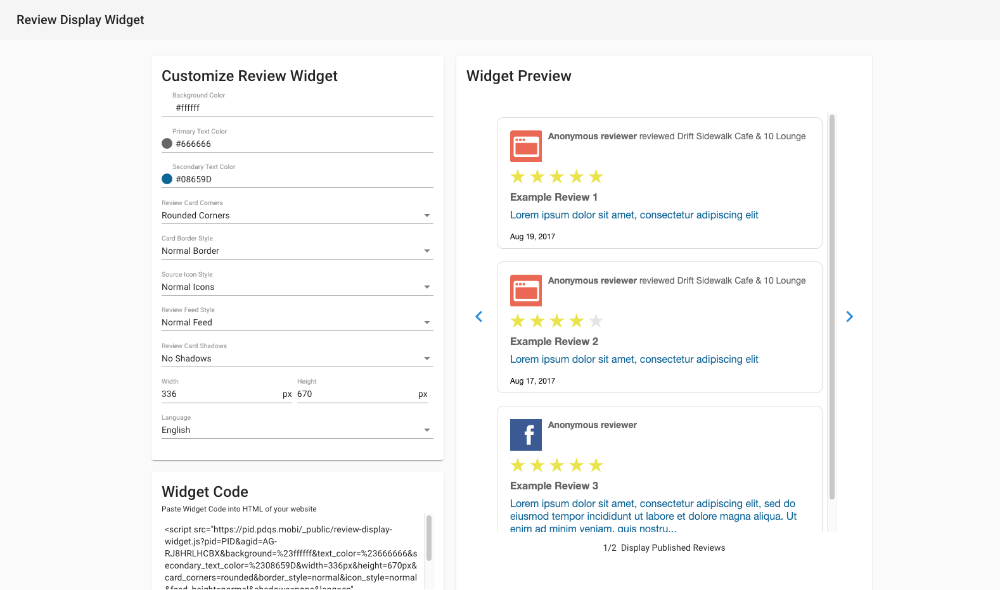 Review Display Widget
Customize Review Widget
Background Color
#ffffff
Primary Text Color
#666666
Secondary Text Color
#08659D
Review Card Corners
Rounded Corners
Card Border Style
Normal Border
Source Icon Style
Normal Icons
Review Feed Style
Normal Feed
Review Card Shadows
No Shadows
Width
336 px
Height
670 px
Language
English
Widget Code
Paste Widget Code into HTML of your website
<script src="https://pid.pdqs.mobi/_public/review-display-
widget.js?pid=PID&agid=AG-
RJ8HRLHCBX&background=%23ffffff&text_color=%23666666&s
econdary_text_color=%2308659D&width=336px&height=670px&
card_corners=rounded&border_style=normal&icon_style=normal
&feed_height=normal&shadows=none&lang=en"
Widget Preview
Anonymous reviewer reviewed Drift Sidewalk Cafe & 10 Lounge
Example Review 1
Lorem ipsum dolor sit amet, consectetur adipiscing elit
Aug 19, 2017
Anonymous reviewer reviewed Drift Sidewalk Cafe & 10 Lounge
Example Review 2
Lorem ipsum dolor sit amet, consectetur adipiscing elit
Aug 17, 2017
f
Anonymous reviewer
Example Review 3
Lorem ipsum dolor sit amet, consectetur adipiscing elit, sed do
eiusmod tempor incididunt ut labore et dolore magna aliqua. Ut
enim ad minim veniam, quis nostru...
1/2 Display Published Reviews